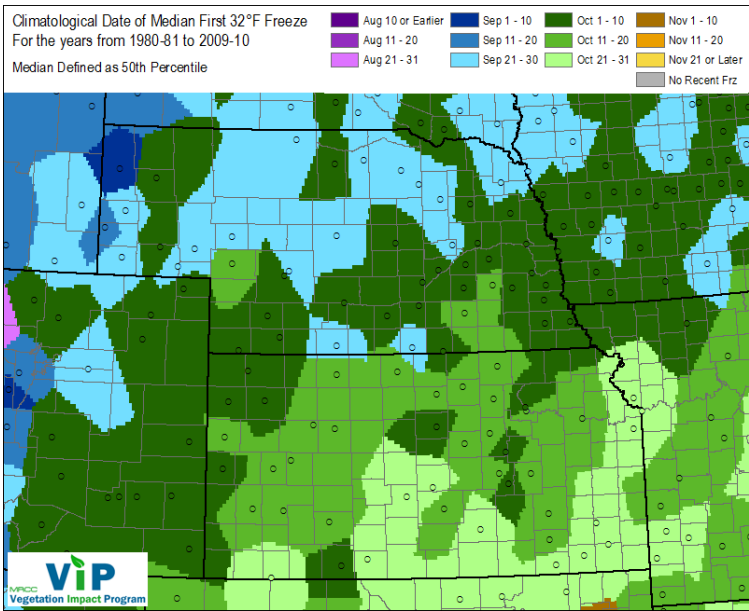 Climatological Date of Median First 32°F Freeze
For the years from 1980-81 to 2009-10
Median Defined as 50th Percentile
Aug 10 or Earlier
Aug 11 - 20
Aug 21 - 31
Sep 1 - 10
Sep 11 - 20
Sep 21 - 30
Oct 1 - 10
Oct 11 - 20
Oct 21 - 31
Nov 1 - 10
Nov 11 - 20
Nov 21 or Later
No Recent Frz
MRCC ViP
Vegetation Impact Program